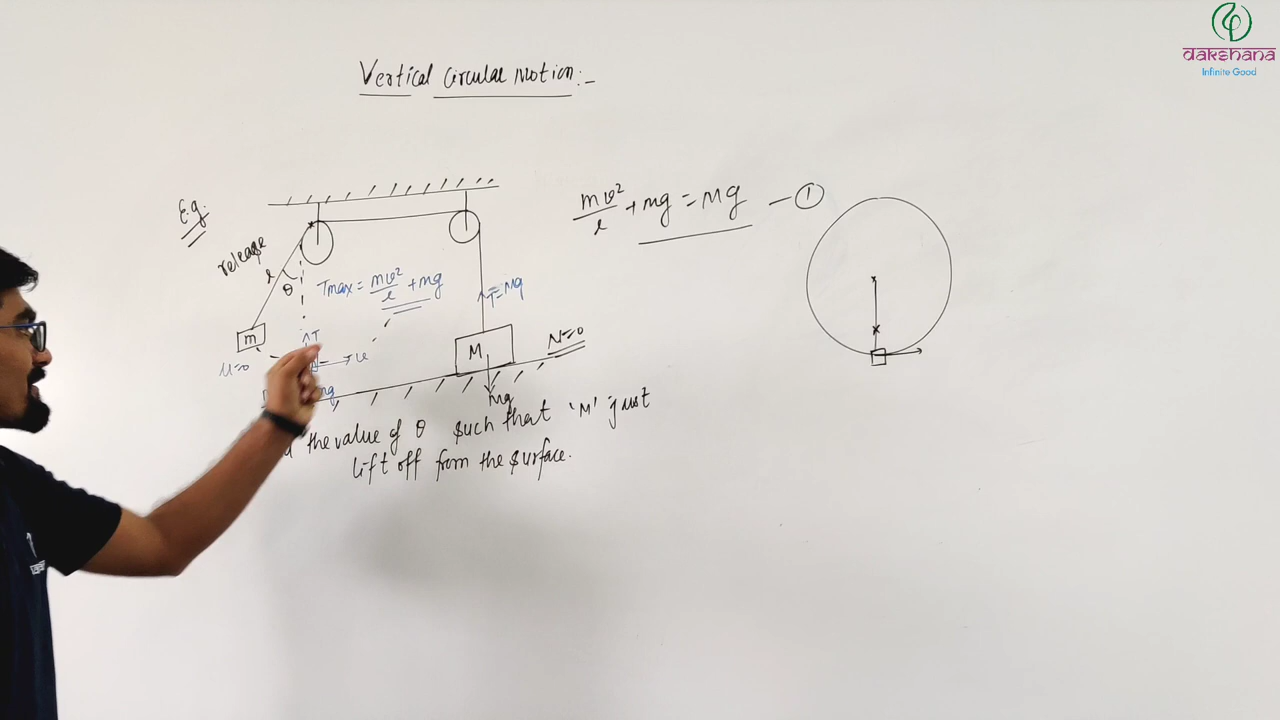 dakshana
Infinite Good
Vertical Circular Motion:-
E.g.
release
l
θ
m
u=0
Tmax = mv²/l + mg
T
v
mg
T=Mg
M
N=0
Mg
mv²/l + mg = Mg — ①
the value of θ such that 'M' just
lift off from the surface.